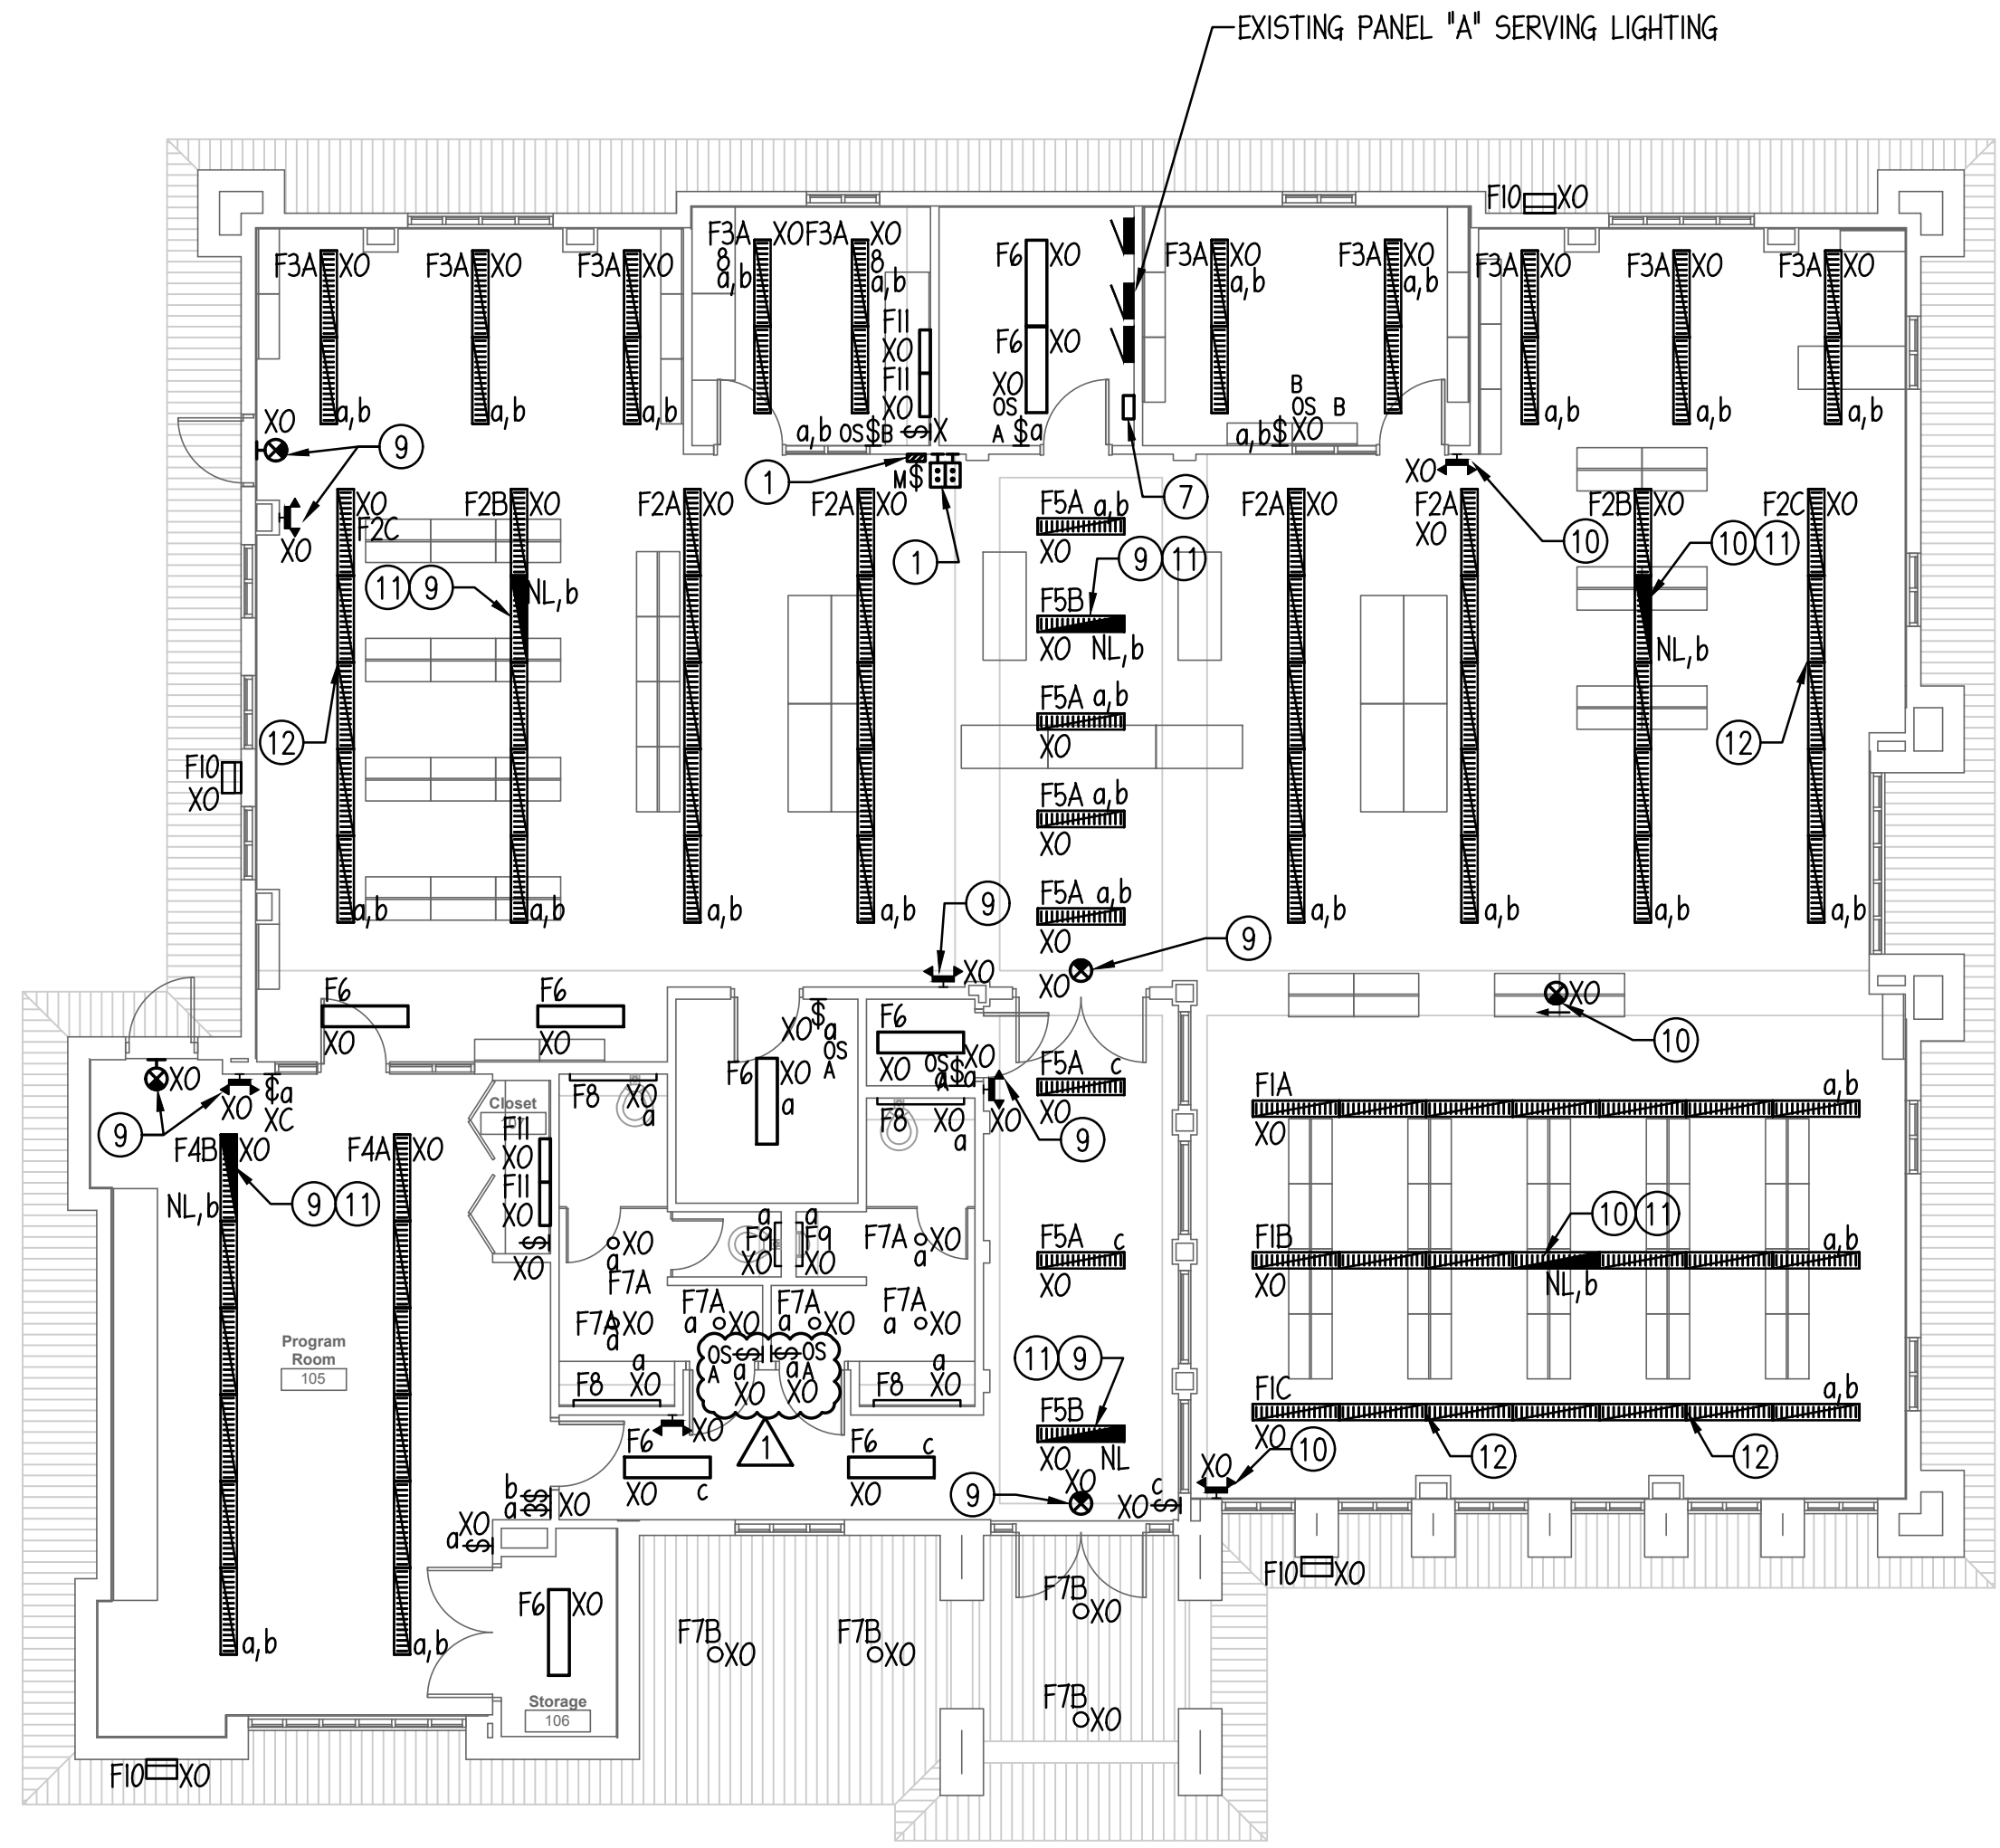 EXISTING PANEL "A" SERVING LIGHTING
F10 XO
F3A XO F3A XO
8 8
a,b a,b
F6 XO
F3A XO F3A XO
a,b a,b
F3A XO F3A XO F3A XO
F3A XO F3A XO F3A XO
F11
XO
F11
XO
F6 XO
XO
OS
A $a
B
OS B
a,b$ XO
a,b a,b a,b
a,b OS$B $X
a,b a,b a,b
XO
9
1
M$
1
7
XO
10
XO
XO
F2C
F2B XO
F2A XO
F2A XO
F5A a,b
XO
F2A XO
F2A XO
XO
F2B XO
F2C XO
10 11
11 9
NL,b
9 11
F5B
XO NL,b
NL,b
F5A a,b
XO
12
12
F10
XO
F5A a,b
XO
F5A a,b
XO
a,b a,b a,b a,b
a,b a,b a,b a,b
9
XO
9
XO
XO
10
F6
XO
F6
XO
$
XO a
OS
A
F6 XO
a
F6
XO XO
OS
A$a
F5A c
XO
XO
9
XO
9
XO
$a
XC
Closet
F8 XO
a
F8 XO
a
F1A a,b
XO
F4B XO
NL,b
9 11
F4A XO
F11
XO
F11
XO
$
XO
XO
a
F7A
a a
F9 F9
XO XO
F7A XO
a
F5A c
XO
10 11
F1B a,b
XO NL,b
F7A XO
a
F7A
a XO
F7A
a XO
F7A
a XO
Program
Room
105
OS $ $ OS
A a a A
XO XO
1
a
F8 XO
a
F8 XO
11 9
F5B
XO NL
F1C a,b
XO
12
12
XO
F6
XO c
F6 c
XO
XO
10
b $
a $ XO
9
XO
c
XO $
XO
a $
F6 XO
Storage
106
a,b a,b
F7B
XO
F7B
XO
F7B
XO
F7B
XO
F10 XO
F10 XO